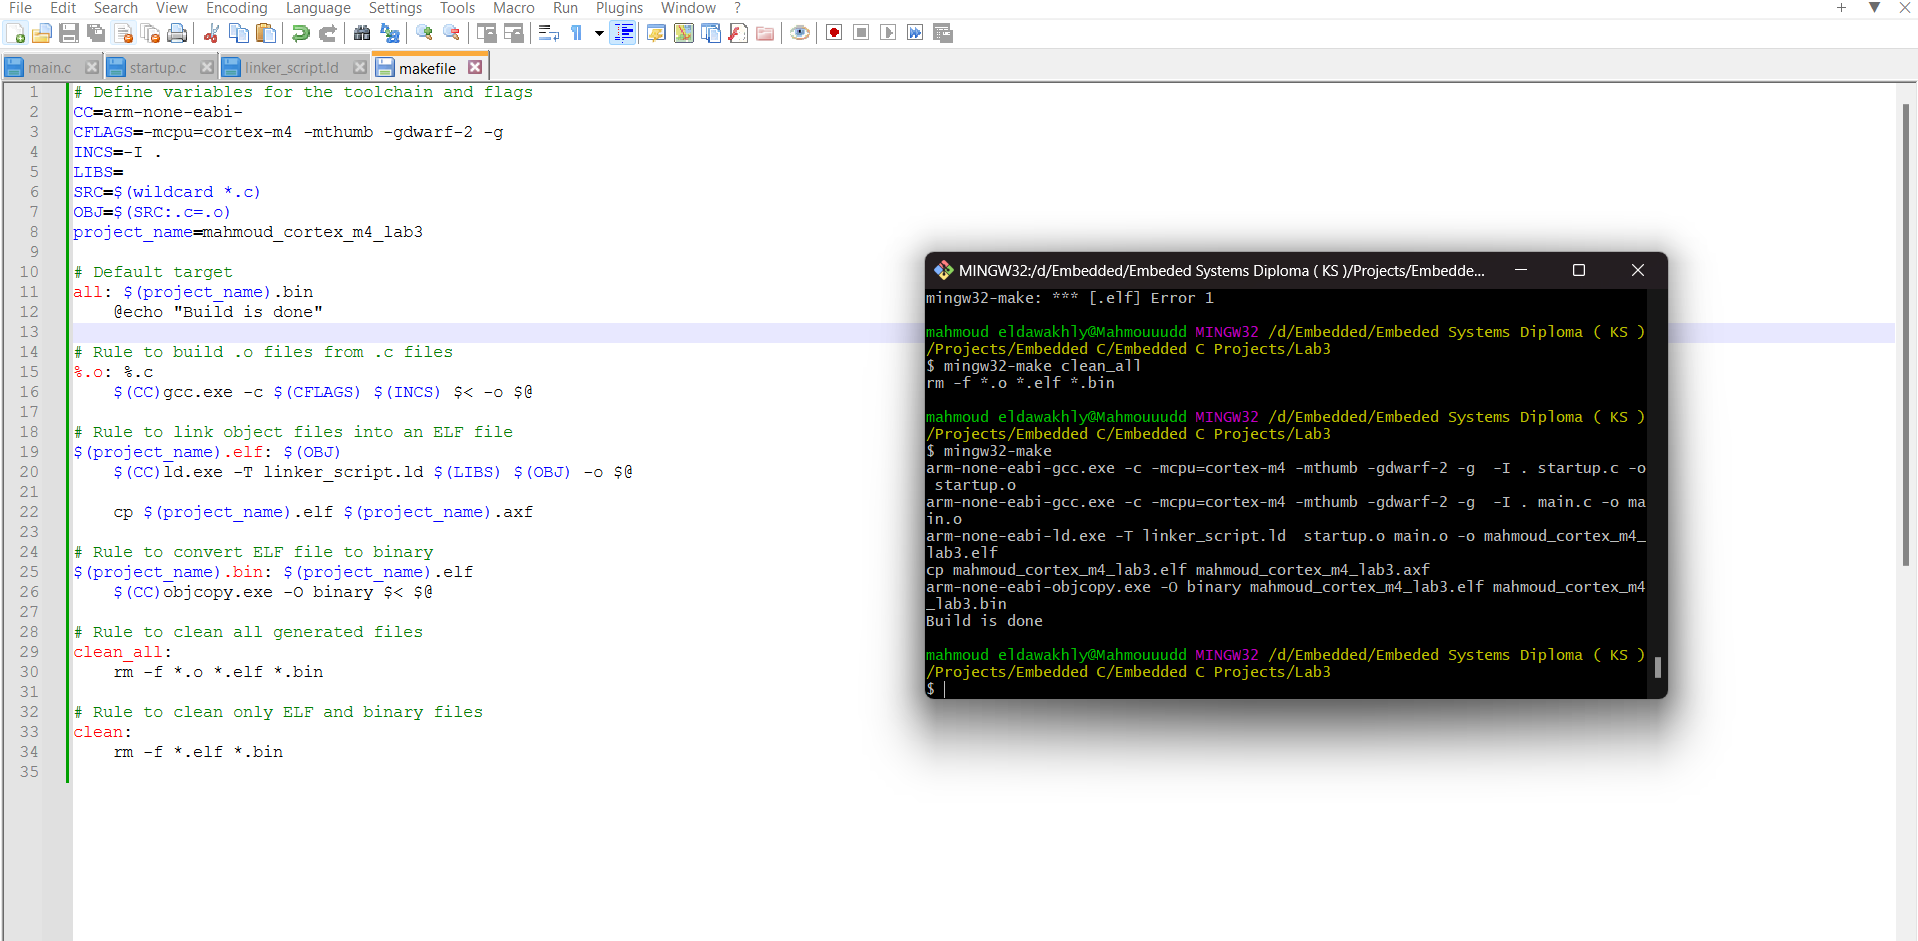 File Edit Search View Encoding Language Settings Tools Macro Run Plugins Window ?
main.c startup.c linker_script.ld makefile
1 # Define variables for the toolchain and flags
2 CC=arm-none-eabi-
3 CFLAGS=-mcpu=cortex-m4 -mthumb -gdwarf-2 -g
4 INCS=-I .
5 LIBS=
6 SRC=$(wildcard *.c)
7 OBJ=$(SRC:.c=.o)
8 project_name=mahmoud_cortex_m4_lab3
9
10 # Default target
11 all: $(project_name).bin
12 @echo "Build is done"
13
14 # Rule to build .o files from .c files
15 %.o: %.c
16 $(CC)gcc.exe -c $(CFLAGS) $(INCS) $< -o $@
17
18 # Rule to link object files into an ELF file
19 $(project_name).elf: $(OBJ)
20 $(CC)ld.exe -T linker_script.ld $(LIBS) $(OBJ) -o $@
21
22 cp $(project_name).elf $(project_name).axf
23
24 # Rule to convert ELF file to binary
25 $(project_name).bin: $(project_name).elf
26 $(CC)objcopy.exe -O binary $< $@
27
28 # Rule to clean all generated files
29 clean_all:
30 rm -f *.o *.elf *.bin
31
32 # Rule to clean only ELF and binary files
33 clean:
34 rm -f *.elf *.bin
35
MINGW32:/d/Embedded/Embeded Systems Diploma ( KS )/Projects/Embedde...
mingw32-make: *** [.elf] Error 1
mahmoud eldawakhly@Mahmouuudd MINGW32 /d/Embedded/Embeded Systems Diploma ( KS )
/Projects/Embedded C/Embedded C Projects/Lab3
$ mingw32-make clean_all
rm -f *.o *.elf *.bin
mahmoud eldawakhly@Mahmouuudd MINGW32 /d/Embedded/Embeded Systems Diploma ( KS )
/Projects/Embedded C/Embedded C Projects/Lab3
$ mingw32-make
arm-none-eabi-gcc.exe -c -mcpu=cortex-m4 -mthumb -gdwarf-2 -g  -I . startup.c -o
startup.o
arm-none-eabi-gcc.exe -c -mcpu=cortex-m4 -mthumb -gdwarf-2 -g  -I . main.c -o ma
in.o
arm-none-eabi-ld.exe -T linker_script.ld  startup.o main.o -o mahmoud_cortex_m4_
lab3.elf
cp mahmoud_cortex_m4_lab3.elf mahmoud_cortex_m4_lab3.axf
arm-none-eabi-objcopy.exe -O binary mahmoud_cortex_m4_lab3.elf mahmoud_cortex_m4
_lab3.bin
Build is done
mahmoud eldawakhly@Mahmouuudd MINGW32 /d/Embedded/Embeded Systems Diploma ( KS )
/Projects/Embedded C/Embedded C Projects/Lab3
$